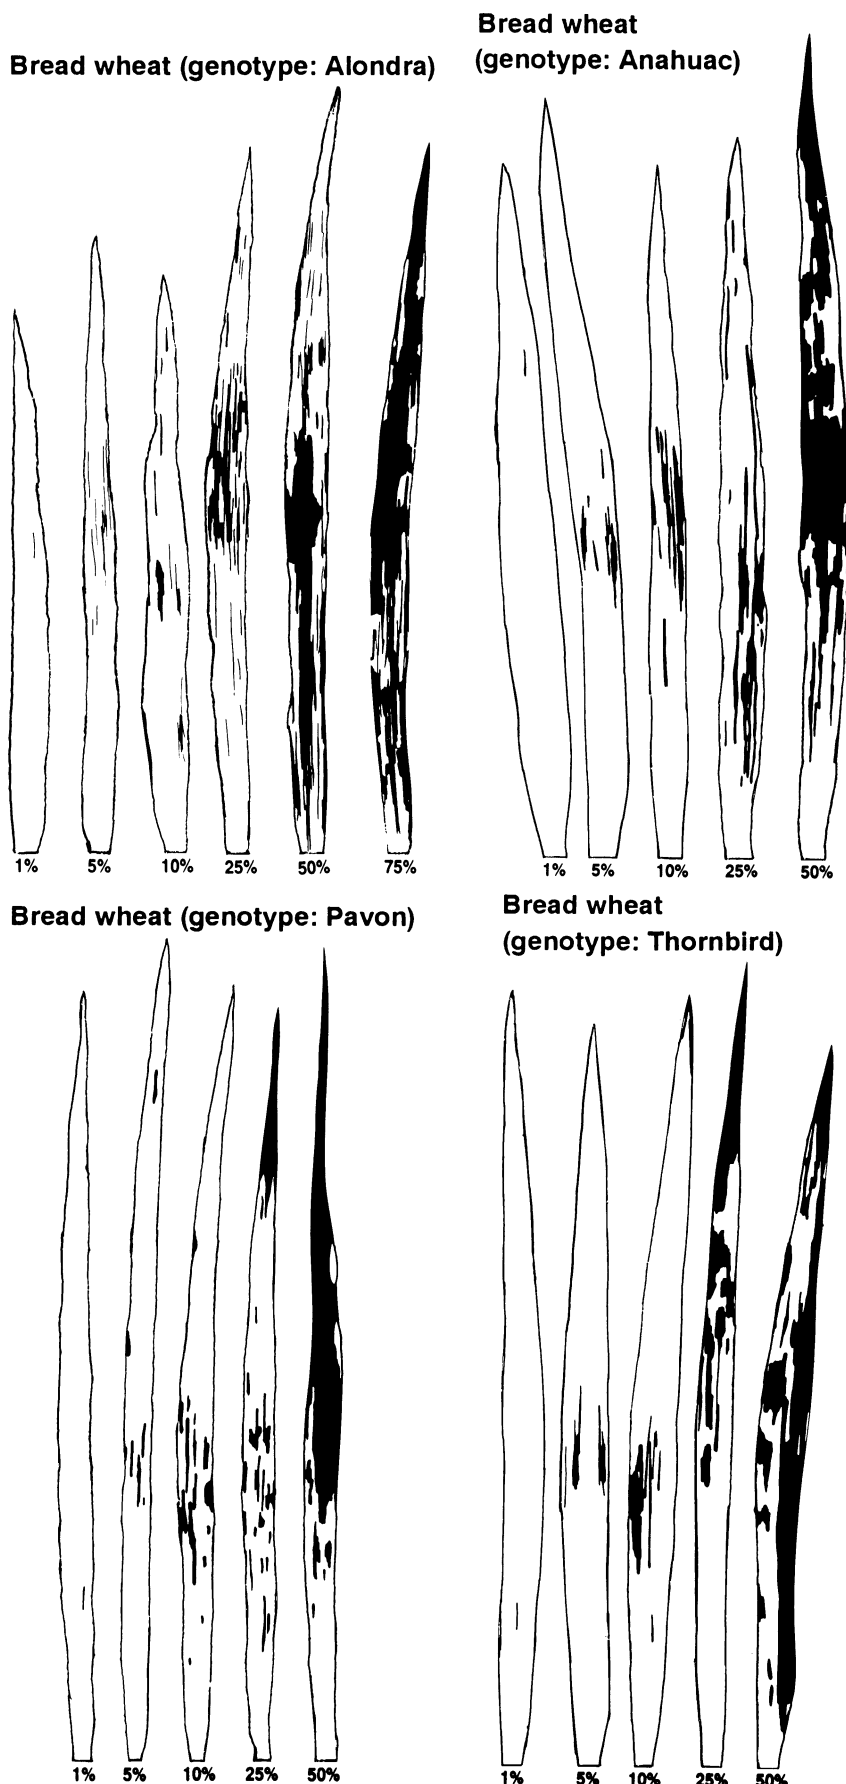 Bread wheat (genotype: Alondra)
1% 5% 10% 25% 50% 75%
Bread wheat
(genotype: Anahuac)
1% 5% 10% 25% 50%
Bread wheat (genotype: Pavon)
1% 5% 10% 25% 50%
Bread wheat
(genotype: Thornbird)
1% 5% 10% 25% 50%